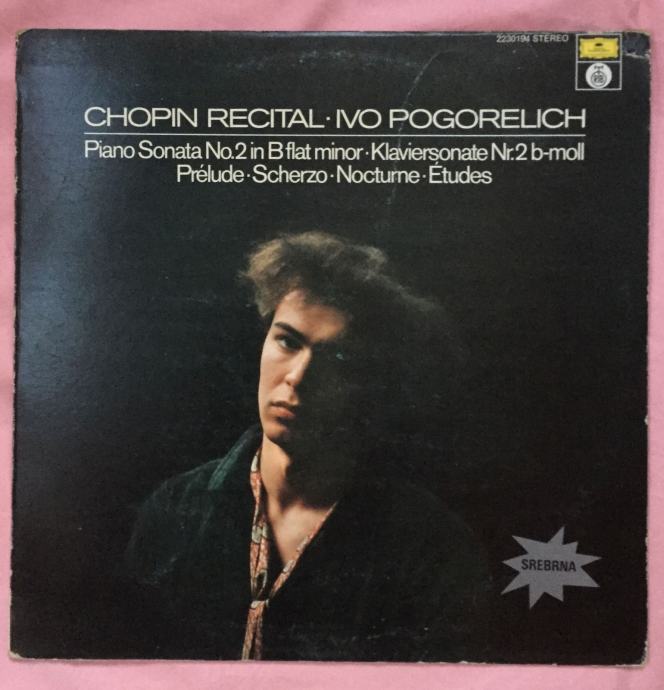 2230194 STEREO
CHOPIN RECITAL · IVO POGORELICH
Piano Sonata No.2 in B flat minor · Klaviersonate Nr.2 b-moll
Prélude · Scherzo · Nocturne · Études
SREBRNA